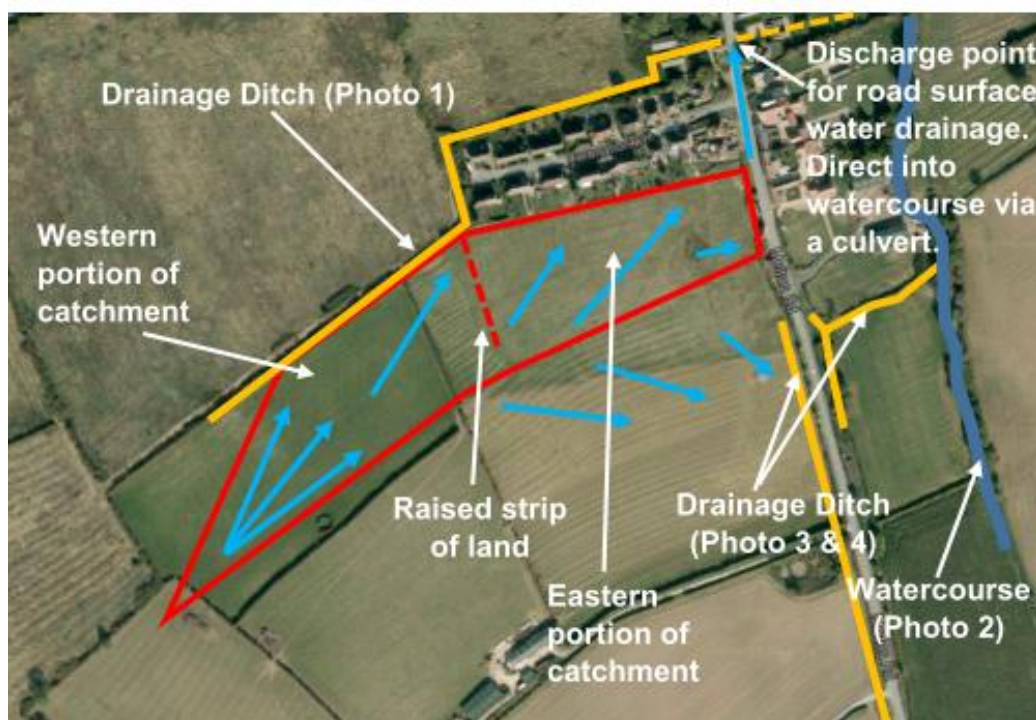 Drainage Ditch (Photo 1)
Discharge point
for road surface
water drainage.
Direct into
watercourse via
a culvert.
Western
portion of
catchment
Raised strip
of land
Eastern
portion of
catchment
Drainage Ditch
(Photo 3 & 4)
Watercourse
(Photo 2)